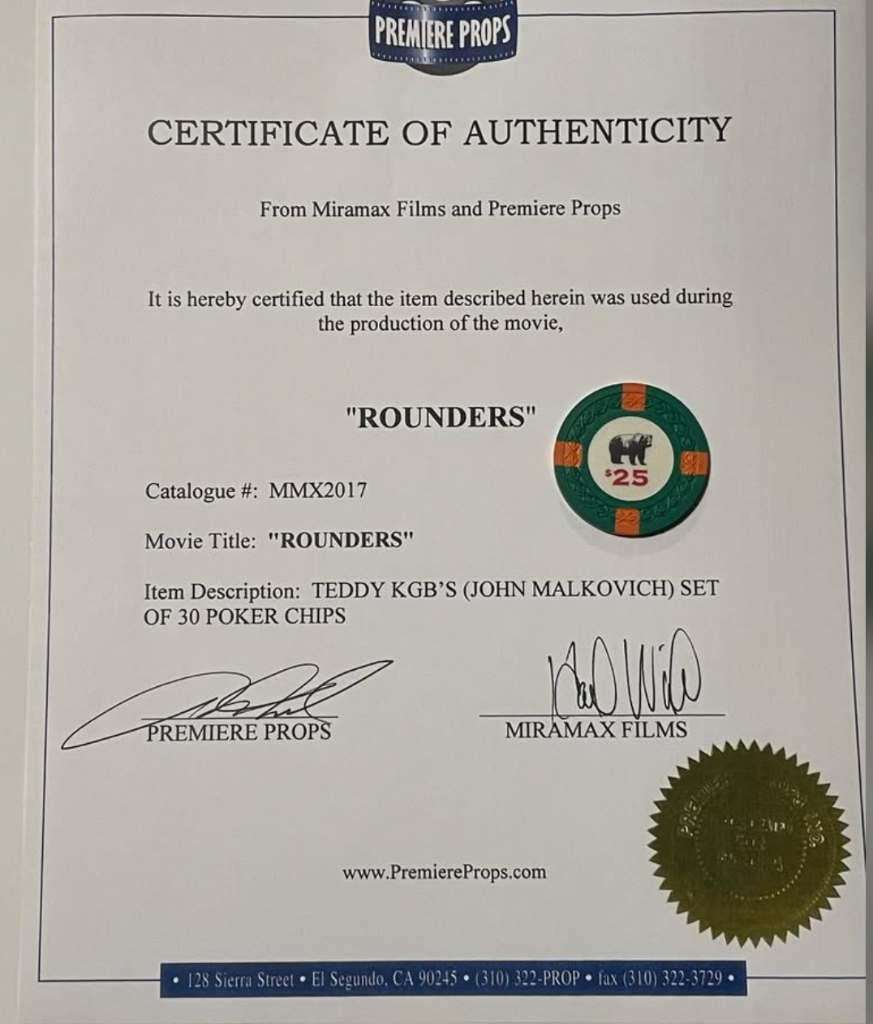 PREMIERE PROPS
CERTIFICATE OF AUTHENTICITY
From Miramax Films and Premiere Props
It is hereby certified that the item described herein was used during
the production of the movie,
"ROUNDERS"
$25
Catalogue #: MMX2017
Movie Title: "ROUNDERS"
Item Description: TEDDY KGB'S (JOHN MALKOVICH) SET
OF 30 POKER CHIPS
PREMIERE PROPS
MIRAMAX FILMS
www.PremiereProps.com
• 128 Sierra Street • El Segundo, CA 90245 • (310) 322-PROP • fax (310) 322-3729 •